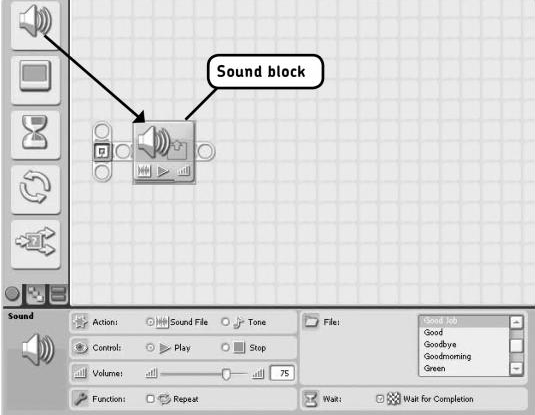 Sound block
Sound
Action: Sound File Tone
Control: Play Stop
Volume: 75
Function: Repeat
File: Good Job
Good
Goodbye
Goodmorning
Green
Wait: Wait for Completion